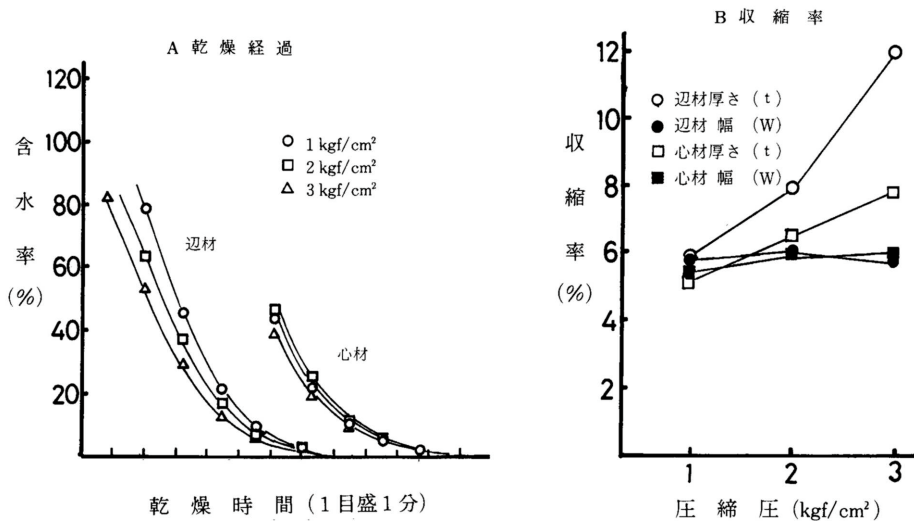 A 乾燥経過
含水率(%)
120
100
80
60
40
20
1 kgf/cm²
2 kgf/cm²
3 kgf/cm²
辺材
心材
乾燥時間(1目盛1分)
B 収縮率
収縮率(%)
12
10
8
6
4
2
辺材厚さ(t)
辺材 幅(W)
心材厚さ(t)
心材 幅(W)
1 2 3
圧締圧(kgf/cm²)